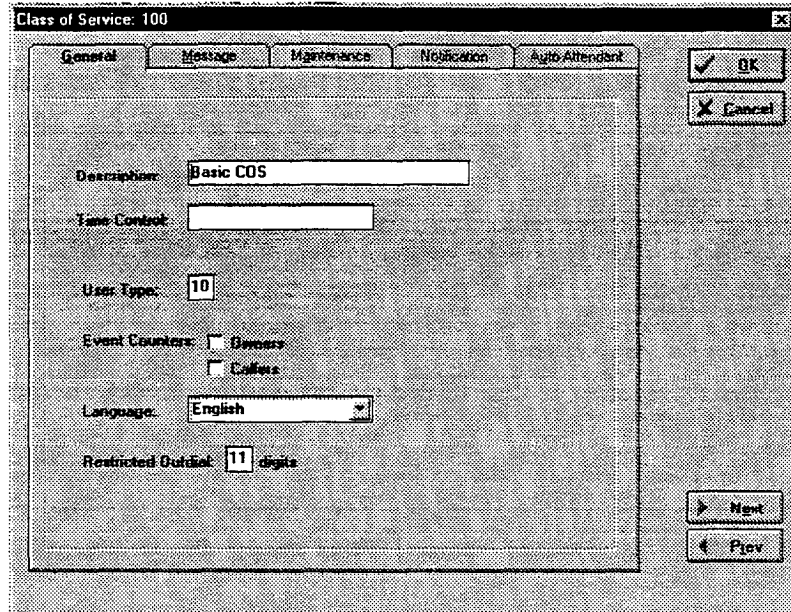 Class of Service: 100
General Message Maintenance Notification Auto Attendant
OK
Cancel
Description: Basic COS
Time Control:
User Type: 10
Event Counters: Owners
Callers
Language: English
Restricted Outdial: 11 digits
Next
Prev